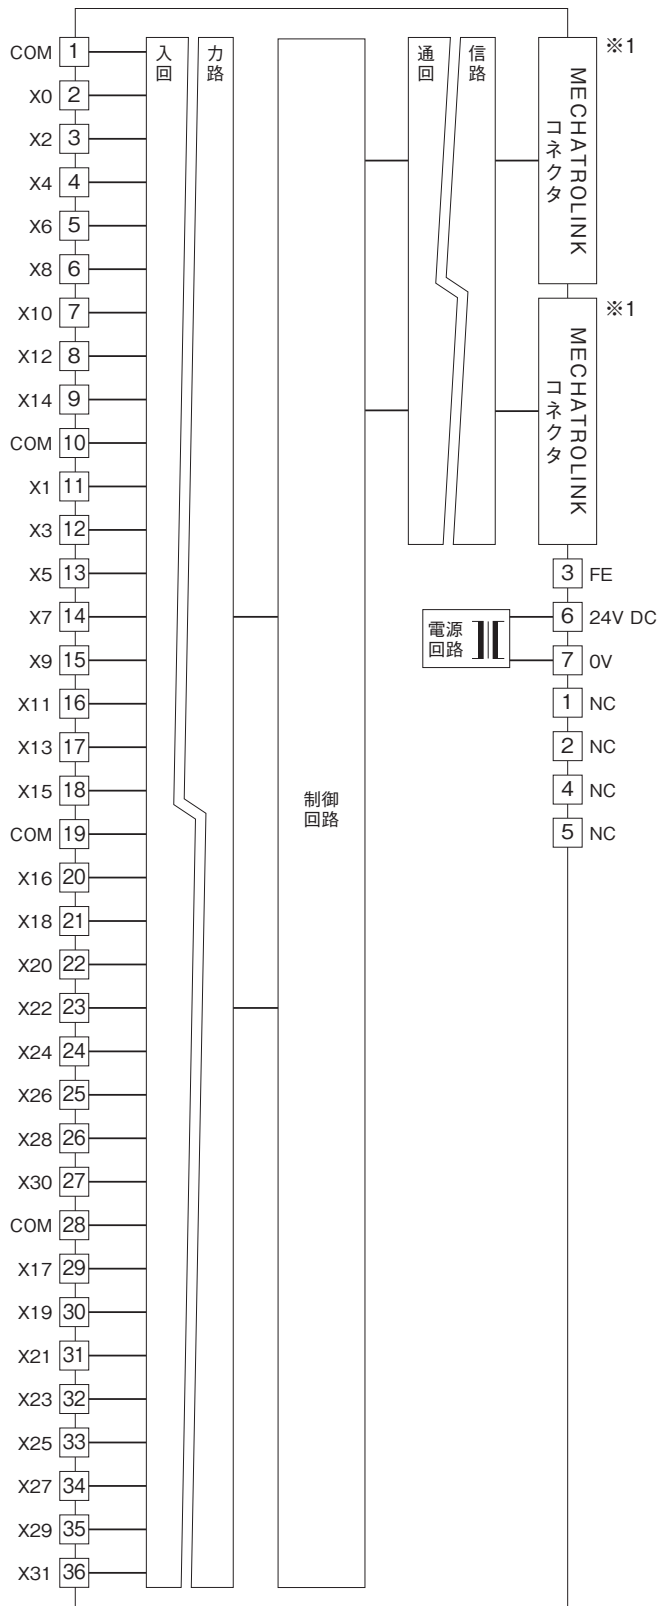 COM 1
X0 2
X2 3
X4 4
X6 5
X8 6
X10 7
X12 8
X14 9
COM 10
X1 11
X3 12
X5 13
X7 14
X9 15
X11 16
X13 17
X15 18
COM 19
X16 20
X18 21
X20 22
X22 23
X24 24
X26 25
X28 26
X30 27
COM 28
X17 29
X19 30
X21 31
X23 32
X25 33
X27 34
X29 35
X31 36
入力
回路
制御
回路
通信
回路
MECHATROLINK
コネクタ
※1
MECHATROLINK
コネクタ
※1
電源
回路
3 FE
6 24V DC
7 0V
1 NC
2 NC
4 NC
5 NC